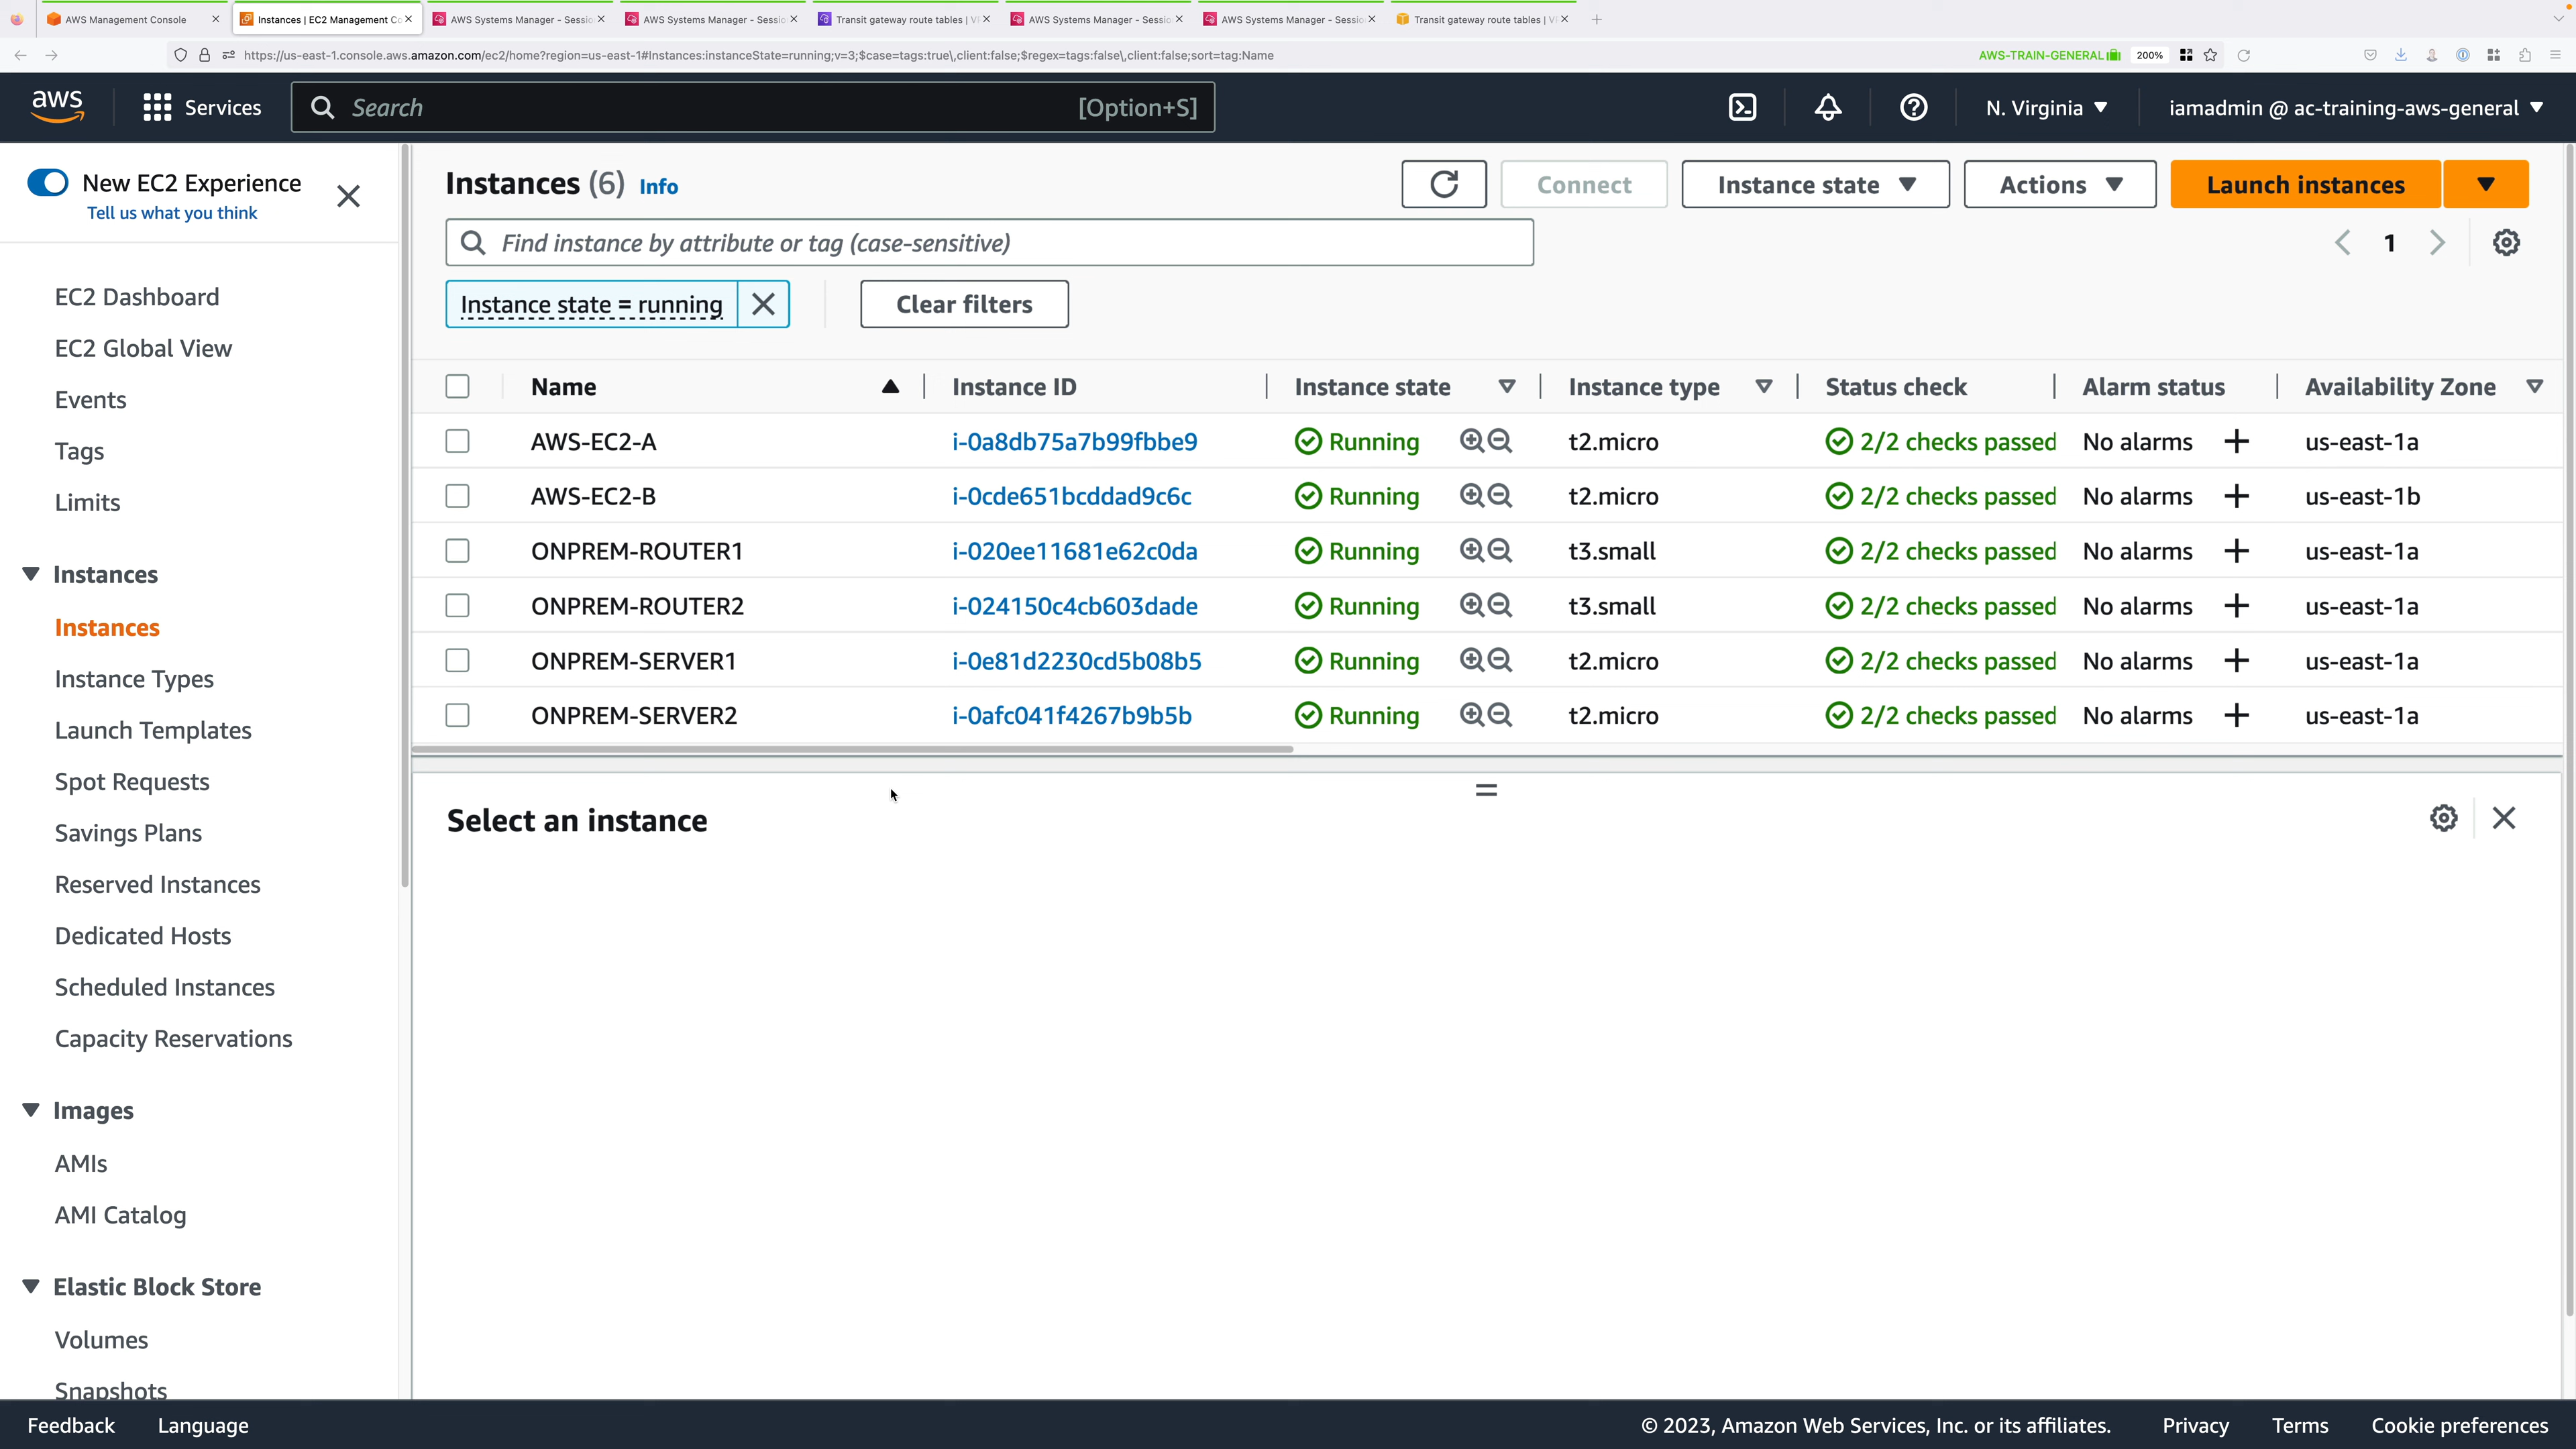 AWS Management Console
Instances | EC2 Management Co
AWS Systems Manager - Sessio
AWS Systems Manager - Sessio
Transit gateway route tables | V
AWS Systems Manager - Sessio
AWS Systems Manager - Sessio
Transit gateway route tables | V
https://us-east-1.console.aws.amazon.com/ec2/home?region=us-east-1#Instances:instanceState=running;v=3;$case=tags:true\,client:false;$regex=tags:false\,client:false;sort=tag:Name
AWS-TRAIN-GENERAL
200%
aws
Services
Search
[Option+S]
N. Virginia
iamadmin @ ac-training-aws-general
New EC2 Experience
Tell us what you think
EC2 Dashboard
EC2 Global View
Events
Tags
Limits
Instances
Instances
Instance Types
Launch Templates
Spot Requests
Savings Plans
Reserved Instances
Dedicated Hosts
Scheduled Instances
Capacity Reservations
Images
AMIs
AMI Catalog
Elastic Block Store
Volumes
Snapshots
Instances (6) Info
Connect
Instance state
Actions
Launch instances
Find instance by attribute or tag (case-sensitive)
1
Instance state = running
Clear filters
Name Instance ID Instance state Instance type Status check Alarm status Availability Zone
AWS-EC2-A i-0a8db75a7b99fbbe9 Running t2.micro 2/2 checks passed No alarms us-east-1a
AWS-EC2-B i-0cde651bcddad9c6c Running t2.micro 2/2 checks passed No alarms us-east-1b
ONPREM-ROUTER1 i-020ee11681e62c0da Running t3.small 2/2 checks passed No alarms us-east-1a
ONPREM-ROUTER2 i-024150c4cb603dade Running t3.small 2/2 checks passed No alarms us-east-1a
ONPREM-SERVER1 i-0e81d2230cd5b08b5 Running t2.micro 2/2 checks passed No alarms us-east-1a
ONPREM-SERVER2 i-0afc041f4267b9b5b Running t2.micro 2/2 checks passed No alarms us-east-1a
Select an instance
Feedback
Language
© 2023, Amazon Web Services, Inc. or its affiliates.
Privacy
Terms
Cookie preferences